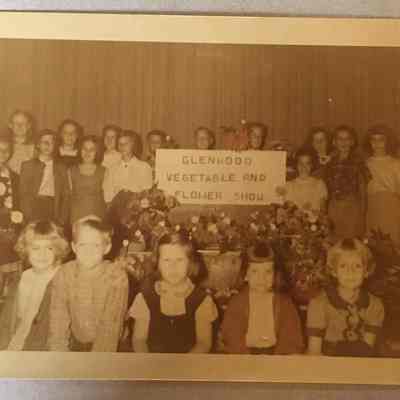 GLENWOOD
VEGETABLE AND
FLOWER SHOW